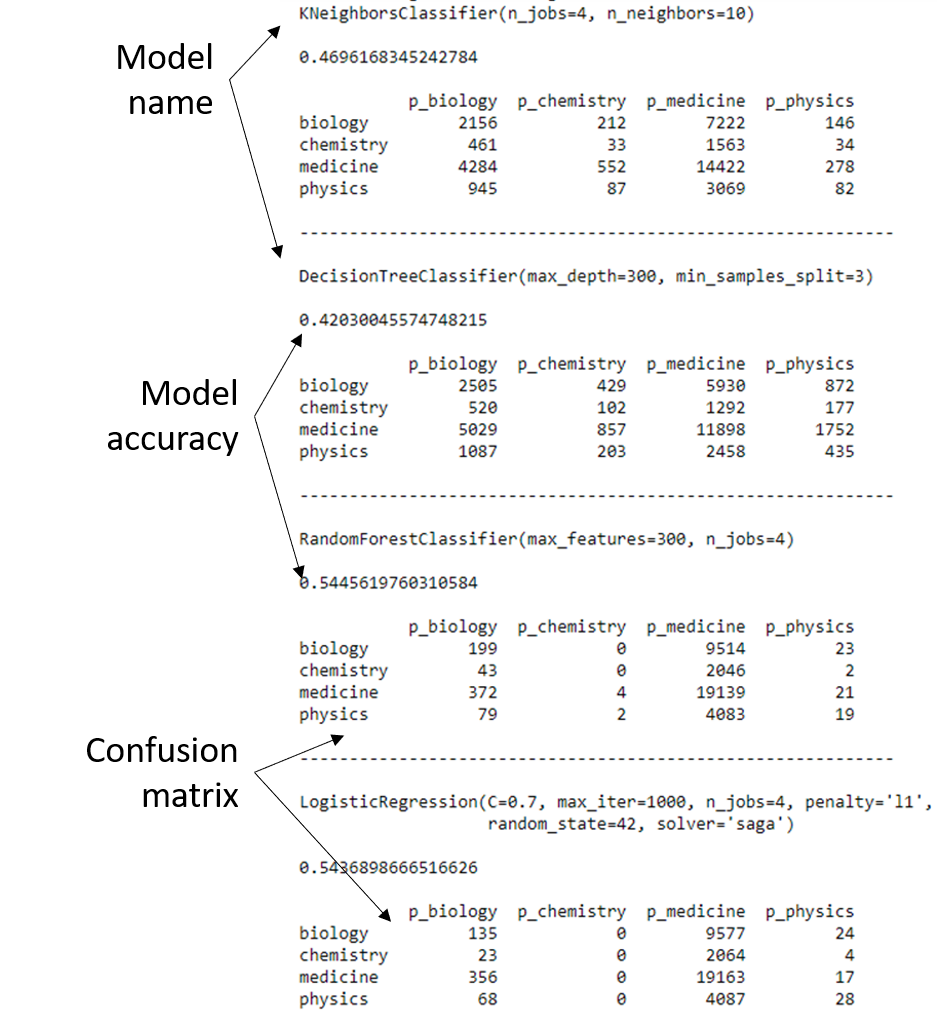 KNeighborsClassifier(n_jobs=4, n_neighbors=10)
Model
name
0.4696168345242784
p_biology p_chemistry p_medicine p_physics
biology 2156 212 7222 146
chemistry 461 33 1563 34
medicine 4284 552 14422 278
physics 945 87 3069 82
------------------------------------------------------------
DecisionTreeClassifier(max_depth=300, min_samples_split=3)
0.42030045574748215
Model
accuracy
p_biology p_chemistry p_medicine p_physics
biology 2505 429 5930 872
chemistry 520 102 1292 177
medicine 5029 857 11898 1752
physics 1087 203 2458 435
------------------------------------------------------------
RandomForestClassifier(max_features=300, n_jobs=4)
0.5445619760310584
p_biology p_chemistry p_medicine p_physics
biology 199 0 9514 23
chemistry 43 0 2046 2
medicine 372 4 19139 21
physics 79 2 4083 19
Confusion
matrix
------------------------------------------------------------
LogisticRegression(C=0.7, max_iter=1000, n_jobs=4, penalty='l1',
random_state=42, solver='saga')
0.5436898666516626
p_biology p_chemistry p_medicine p_physics
biology 135 0 9577 24
chemistry 23 0 2064 4
medicine 356 0 19163 17
physics 68 0 4087 28